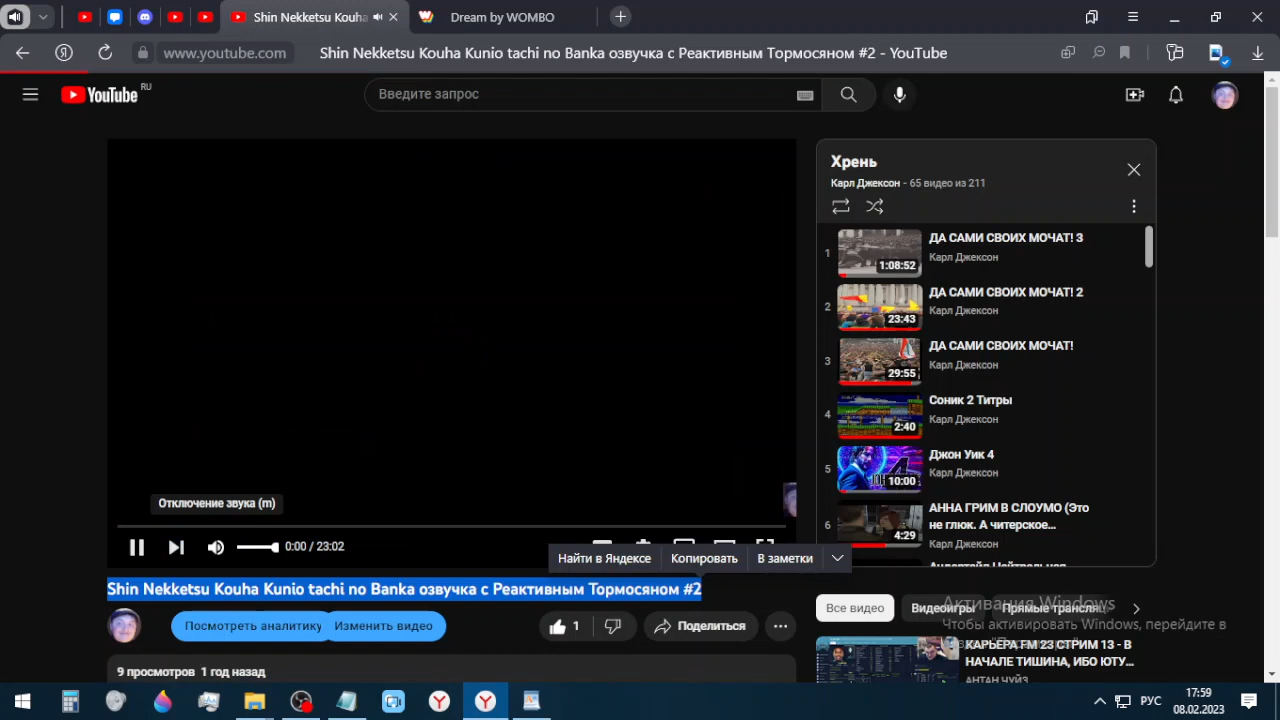 Shin Nekketsu Kouha
Dream by WOMBO
www.youtube.com
Shin Nekketsu Kouha Kunio tachi no Banka озвучка с Реактивным Тормосяном #2 - YouTube
YouTube RU
Введите запрос
Хрень
Карл Джексон - 65 видео из 211
1
ДА САМИ СВОИХ МОЧАТ! 3
Карл Джексон
1:08:52
2
ДА САМИ СВОИХ МОЧАТ! 2
Карл Джексон
23:43
3
ДА САМИ СВОИХ МОЧАТ!
Карл Джексон
29:55
4
Соник 2 Титры
Карл Джексон
2:40
5
Джон Уик 4
Карл Джексон
10:00
6
АННА ГРИМ В СЛОУМО (Это
не глюк. А читерское...
Карл Джексон
4:29
Отключение звука (m)
0:00 / 23:02
Найти в Яндексе Копировать В заметки
Shin Nekketsu Kouha Kunio tachi no Banka озвучка с Реактивным Тормосяном #2
Посмотреть аналитику Изменить видео
1
Поделиться
1 год назад
Все видео Видеоигры Прямые трансля
Активация Windows
Чтобы активировать Windows, перейдите в
КАРЬЕРА FM 23 СТРИМ 13 - В
НАЧАЛЕ ТИШИНА, ИБО ОТУ...
АНТАН ЧУЙЗ
РУС
17:59
08.02.2023